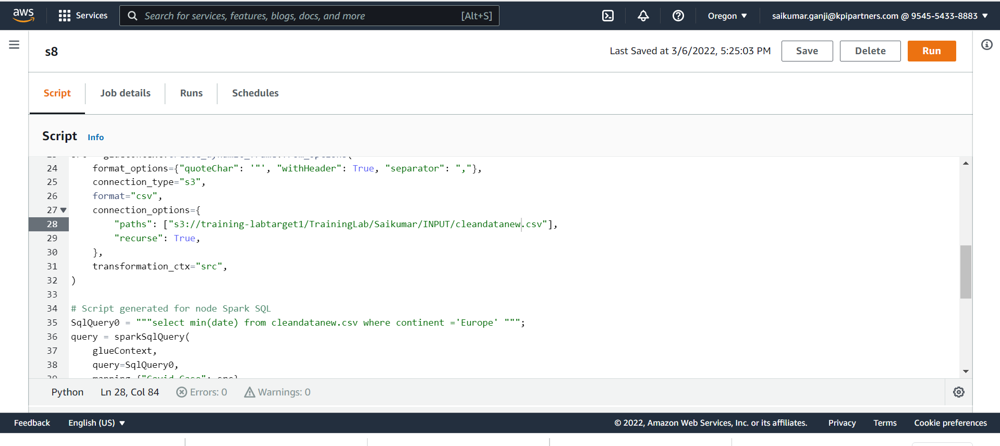 aws
Services
Search for services, features, blogs, docs, and more
[Alt+S]
Oregon ▼
saikumar.ganji@kpipartners.com @ 9545-5433-8883 ▼
s8
Last Saved at 3/6/2022, 5:25:03 PM
Save
Delete
Run
Script
Job details
Runs
Schedules
Script Info
24 format_options={"quoteChar": '"', "withHeader": True, "separator": ","},
25 connection_type="s3",
26 format="csv",
27 connection_options={
28 "paths": ["s3://training-labtarget1/TrainingLab/Saikumar/INPUT/cleandatanew.csv"],
29 "recurse": True,
30 },
31 transformation_ctx="src",
32 )
33
34 # Script generated for node Spark SQL
35 SqlQuery0 = """select min(date) from cleandatanew.csv where continent ='Europe' """;
36 query = sparkSqlQuery(
37 glueContext,
38 query=SqlQuery0,
Python
Ln 28, Col 84
Errors: 0
Warnings: 0
Feedback
English (US) ▼
© 2022, Amazon Web Services, Inc. or its affiliates.
Privacy
Terms
Cookie preferences